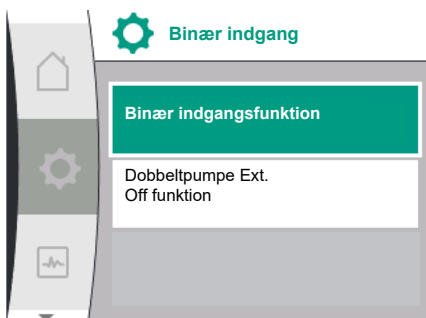 Binær indgang
Binær indgangsfunktion
Dobbeltpumpe Ext.
Off funktion